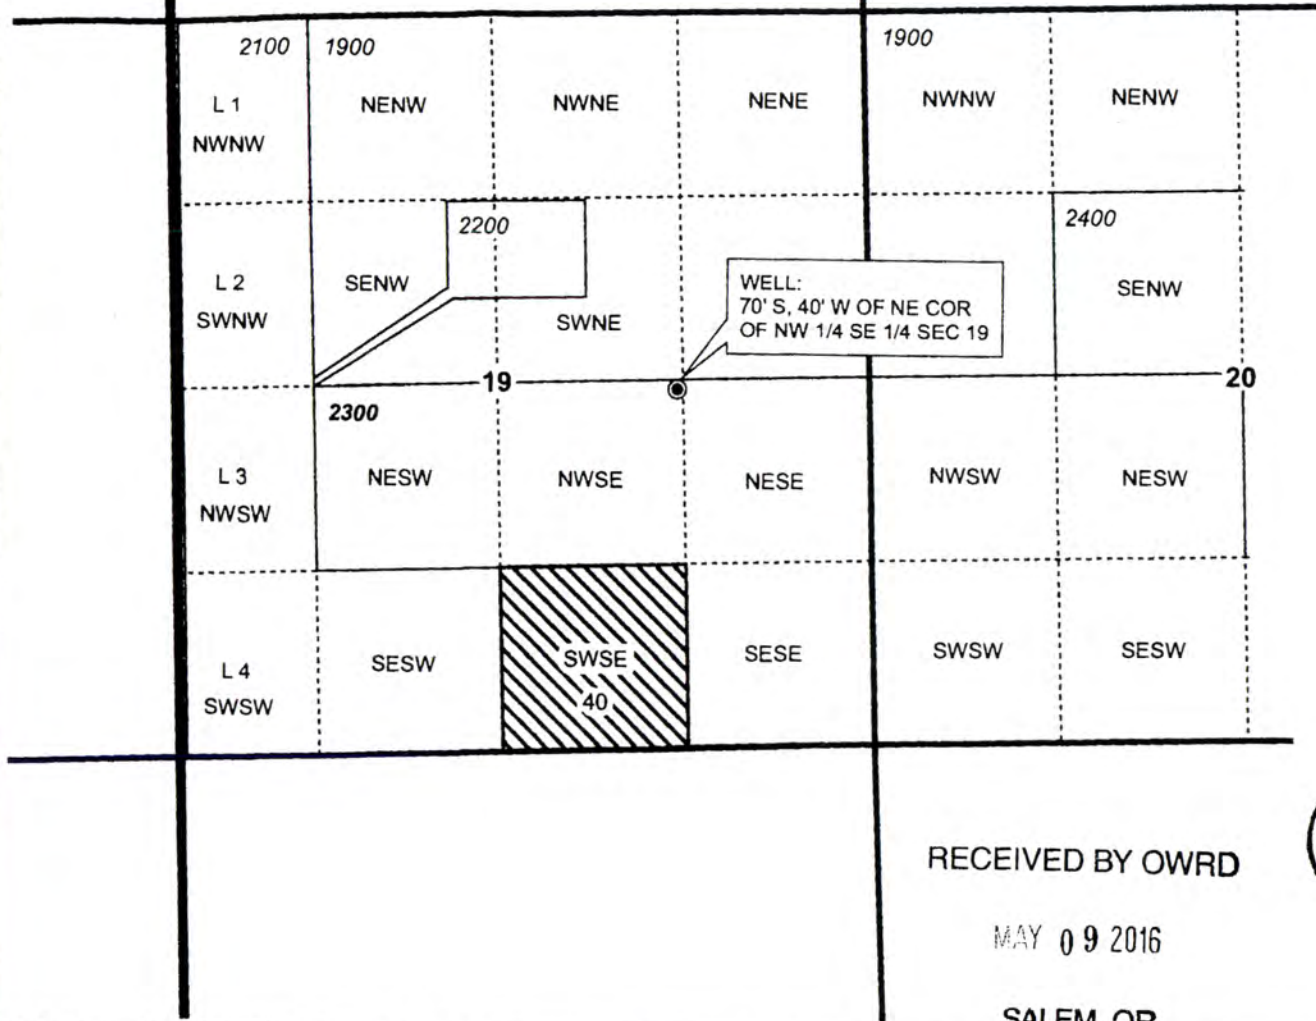 2100 1900 1900
L 1 NENW NWNE NENE NWNW NENW
NWNW
2200 2400
L 2 SENW WELL: SENW
SWNW SWNE 70' S, 40' W OF NE COR
OF NW 1/4 SE 1/4 SEC 19
19 20
2300
L 3 NESW NWSE NESE NWSW NESW
NWSW
L 4 SESW SWSE SESE SWSW SESW
SWSW 40
RECEIVED BY OWRD
MAY 09 2016
SALEM, OR